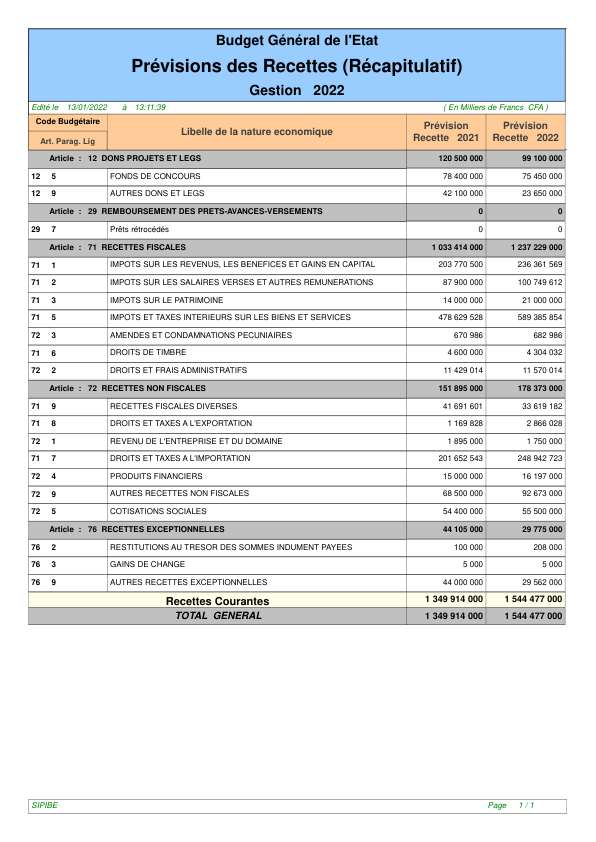 Budget Général de l'Etat
Prévisions des Recettes (Récapitulatif)
Gestion 2022
Edité le 13/01/2022 à 13:11:39 ( En Milliers de Francs CFA )
Code Budgétaire
Art. Parag. Lig
Libelle de la nature economique
Prévision Recette 2021
Prévision Recette 2022
Article : 12 DONS PROJETS ET LEGS 120 500 000 99 100 000
12 5 FONDS DE CONCOURS 78 400 000 75 450 000
12 9 AUTRES DONS ET LEGS 42 100 000 23 650 000
Article : 29 REMBOURSEMENT DES PRETS-AVANCES-VERSEMENTS 0 0
29 7 Prêts rétrocédés 0 0
Article : 71 RECETTES FISCALES 1 033 414 000 1 237 229 000
71 1 IMPOTS SUR LES REVENUS, LES BENEFICES ET GAINS EN CAPITAL 203 770 500 236 361 569
71 2 IMPOTS SUR LES SALAIRES VERSES ET AUTRES REMUNERATIONS 87 900 000 100 749 612
71 3 IMPOTS SUR LE PATRIMOINE 14 000 000 21 000 000
71 5 IMPOTS ET TAXES INTERIEURS SUR LES BIENS ET SERVICES 478 629 528 589 385 854
72 3 AMENDES ET CONDAMNATIONS PECUNIAIRES 670 986 682 986
71 6 DROITS DE TIMBRE 4 600 000 4 304 032
72 2 DROITS ET FRAIS ADMINISTRATIFS 11 429 014 11 570 014
Article : 72 RECETTES NON FISCALES 151 895 000 178 373 000
71 9 RECETTES FISCALES DIVERSES 41 691 601 33 619 182
71 8 DROITS ET TAXES A L'EXPORTATION 1 169 828 2 866 028
72 1 REVENU DE L'ENTREPRISE ET DU DOMAINE 1 895 000 1 750 000
71 7 DROITS ET TAXES A L'IMPORTATION 201 652 543 248 942 723
72 4 PRODUITS FINANCIERS 15 000 000 16 197 000
72 9 AUTRES RECETTES NON FISCALES 68 500 000 92 673 000
72 5 COTISATIONS SOCIALES 54 400 000 55 500 000
Article : 76 RECETTES EXCEPTIONNELLES 44 105 000 29 775 000
76 2 RESTITUTIONS AU TRESOR DES SOMMES INDUMENT PAYEES 100 000 208 000
76 3 GAINS DE CHANGE 5 000 5 000
76 9 AUTRES RECETTES EXCEPTIONNELLES 44 000 000 29 562 000
Recettes Courantes 1 349 914 000 1 544 477 000
TOTAL GENERAL 1 349 914 000 1 544 477 000
SIPIBE Page 1 / 1